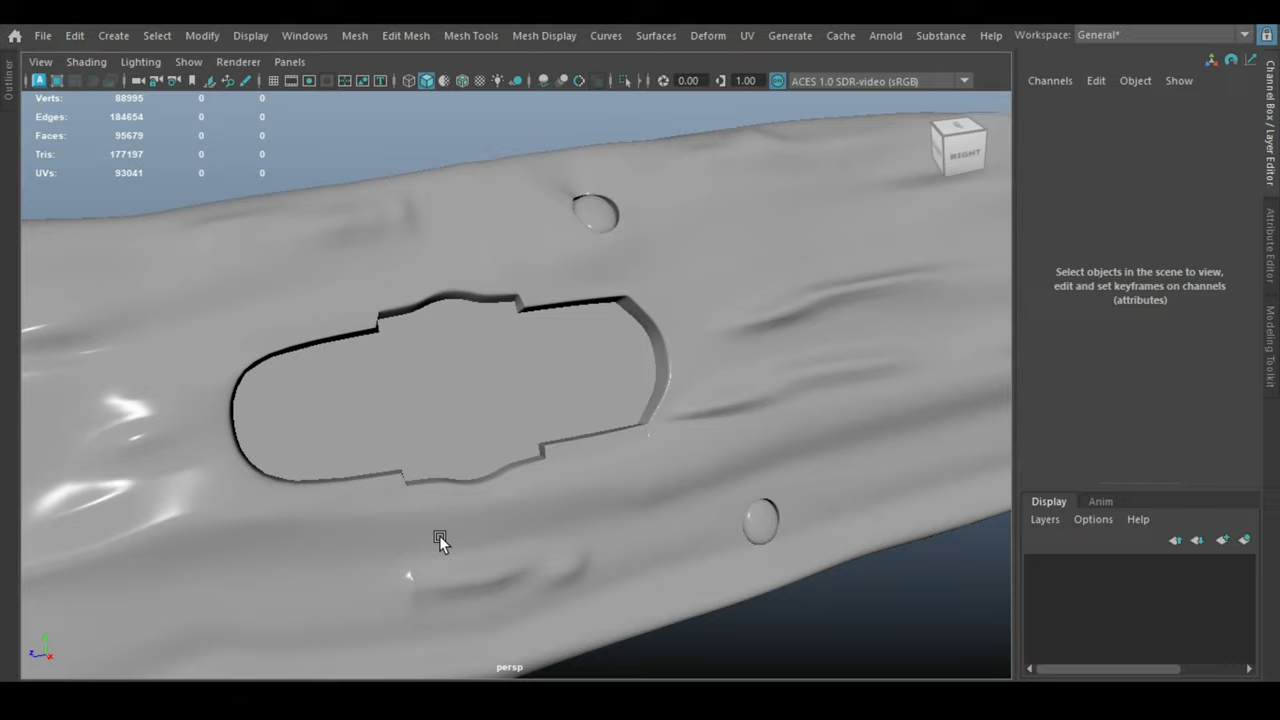 File Edit Create Select Modify Display Windows Mesh Edit Mesh Mesh Tools Mesh Display Curves Surfaces Deform UV Generate Cache Arnold Substance Help Workspace: General*
View Shading Lighting Show Renderer Panels
Channels Edit Object Show
0.00 1.00 ACES 1.0 SDR-video (sRGB)
Verts: 88995 0 0
Edges: 184654 0 0
Faces: 95679 0 0
Tris: 177197 0 0
UVs: 93041 0 0
RIGHT
Outliner
Channel Box / Layer Editor
Attribute Editor
Modeling Toolkit
Select objects in the scene to view,
edit and set keyframes on channels
(attributes)
Display Anim
Layers Options Help
persp